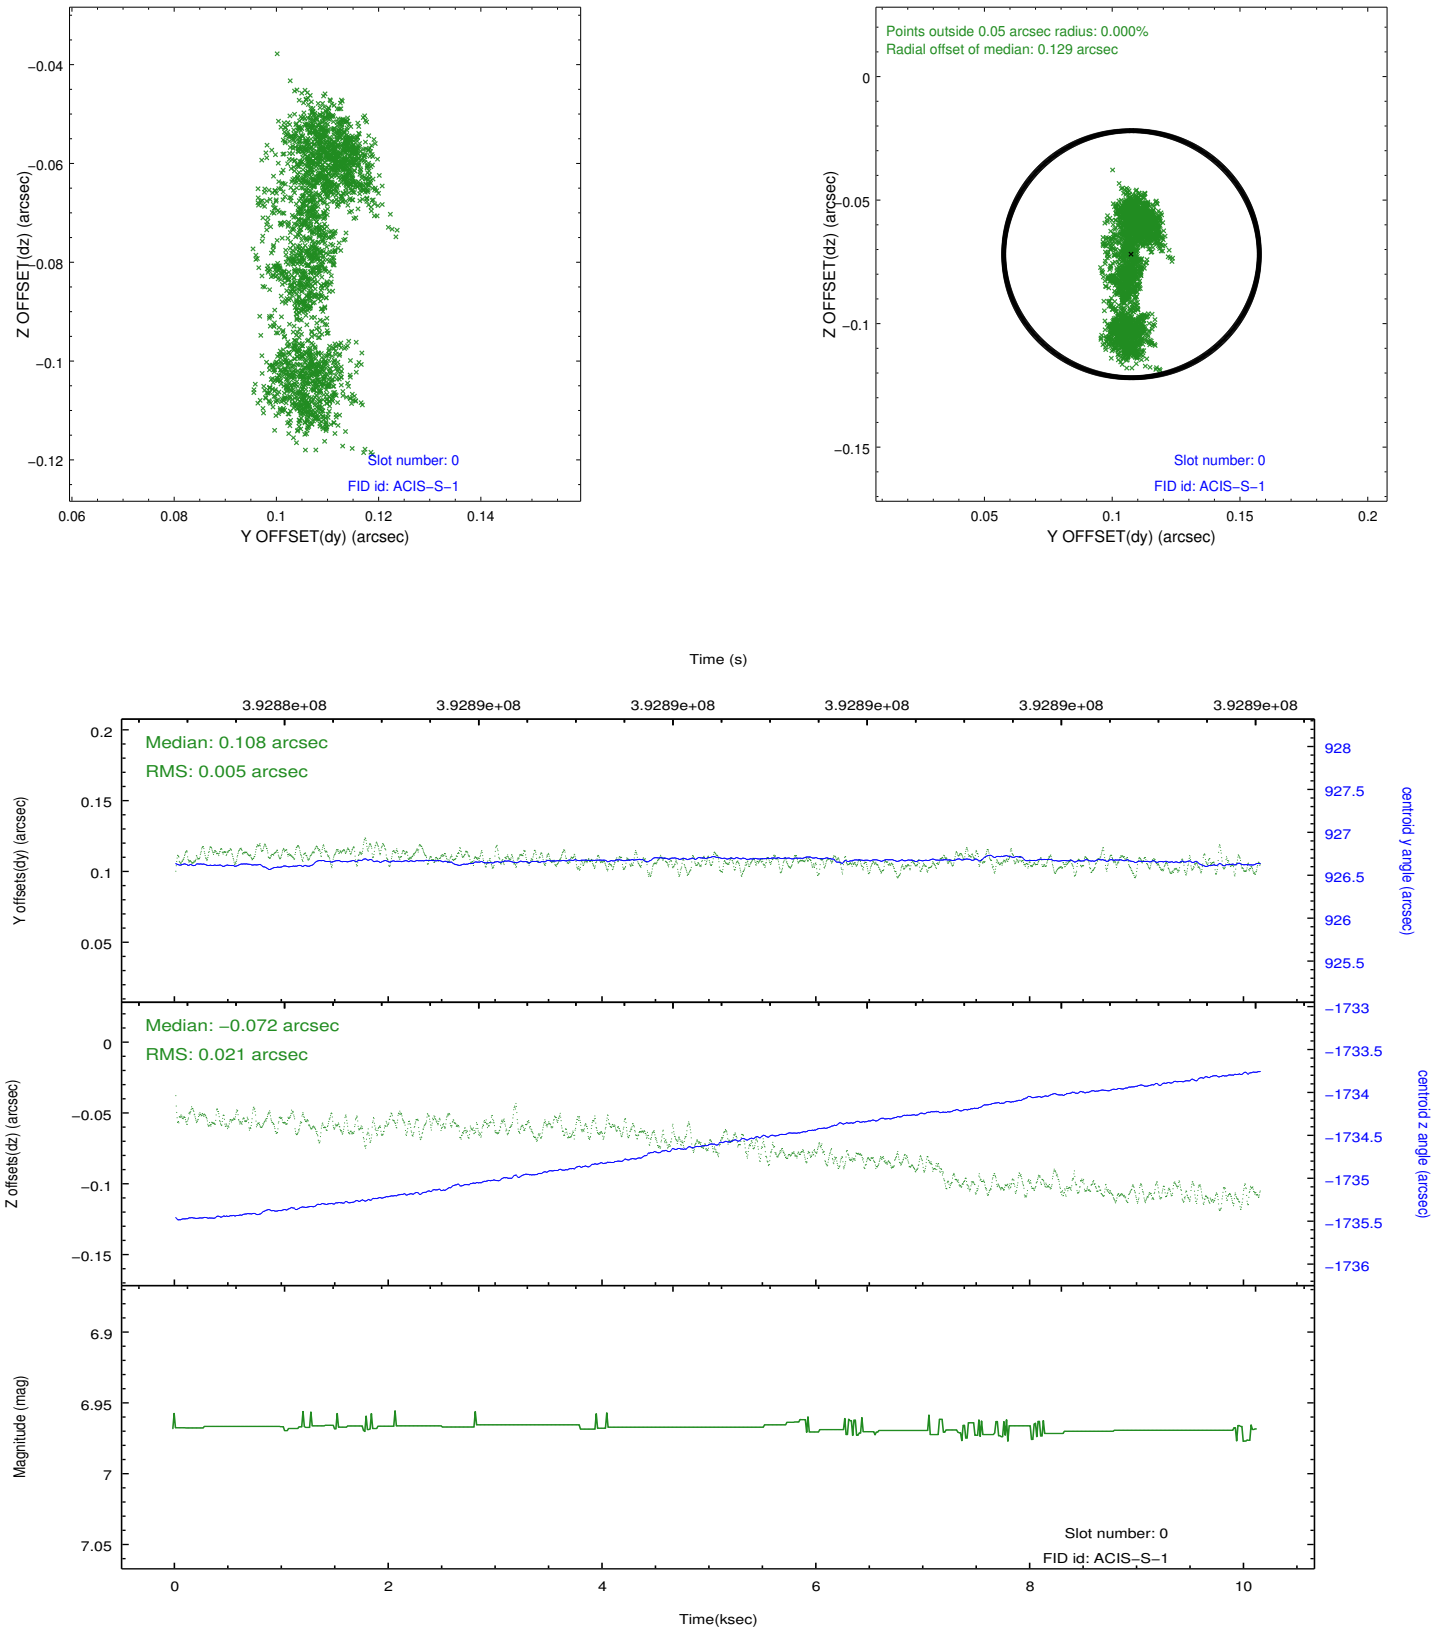 −0.04
−0.06
−0.08
−0.1
−0.12
Z OFFSET(dz) (arcsec)
Slot number: 0
FID id: ACIS−S−1
0.06 0.08 0.1 0.12 0.14
Y OFFSET(dy) (arcsec)
Points outside 0.05 arcsec radius: 0.000%
Radial offset of median: 0.129 arcsec
0
−0.05
−0.1
−0.15
Z OFFSET(dz) (arcsec)
Slot number: 0
FID id: ACIS−S−1
0.05 0.1 0.15 0.2
Y OFFSET(dy) (arcsec)
Time (s)
3.9288e+08 3.9289e+08 3.9289e+08 3.9289e+08 3.9289e+08 3.9289e+08
Median: 0.108 arcsec
RMS: 0.005 arcsec
0.2
0.15
0.1
0.05
Y offsets(dy) (arcsec)
928
927.5
927
926.5
926
925.5
centroid y angle (arcsec)
Median: −0.072 arcsec
RMS: 0.021 arcsec
0
−0.05
−0.1
−0.15
Z offsets(dz) (arcsec)
−1733
−1733.5
−1734
−1734.5
−1735
−1735.5
−1736
centroid z angle (arcsec)
6.9
6.95
7
7.05
Magnitude (mag)
Slot number: 0
FID id: ACIS−S−1
0 2 4 6 8 10
Time(ksec)